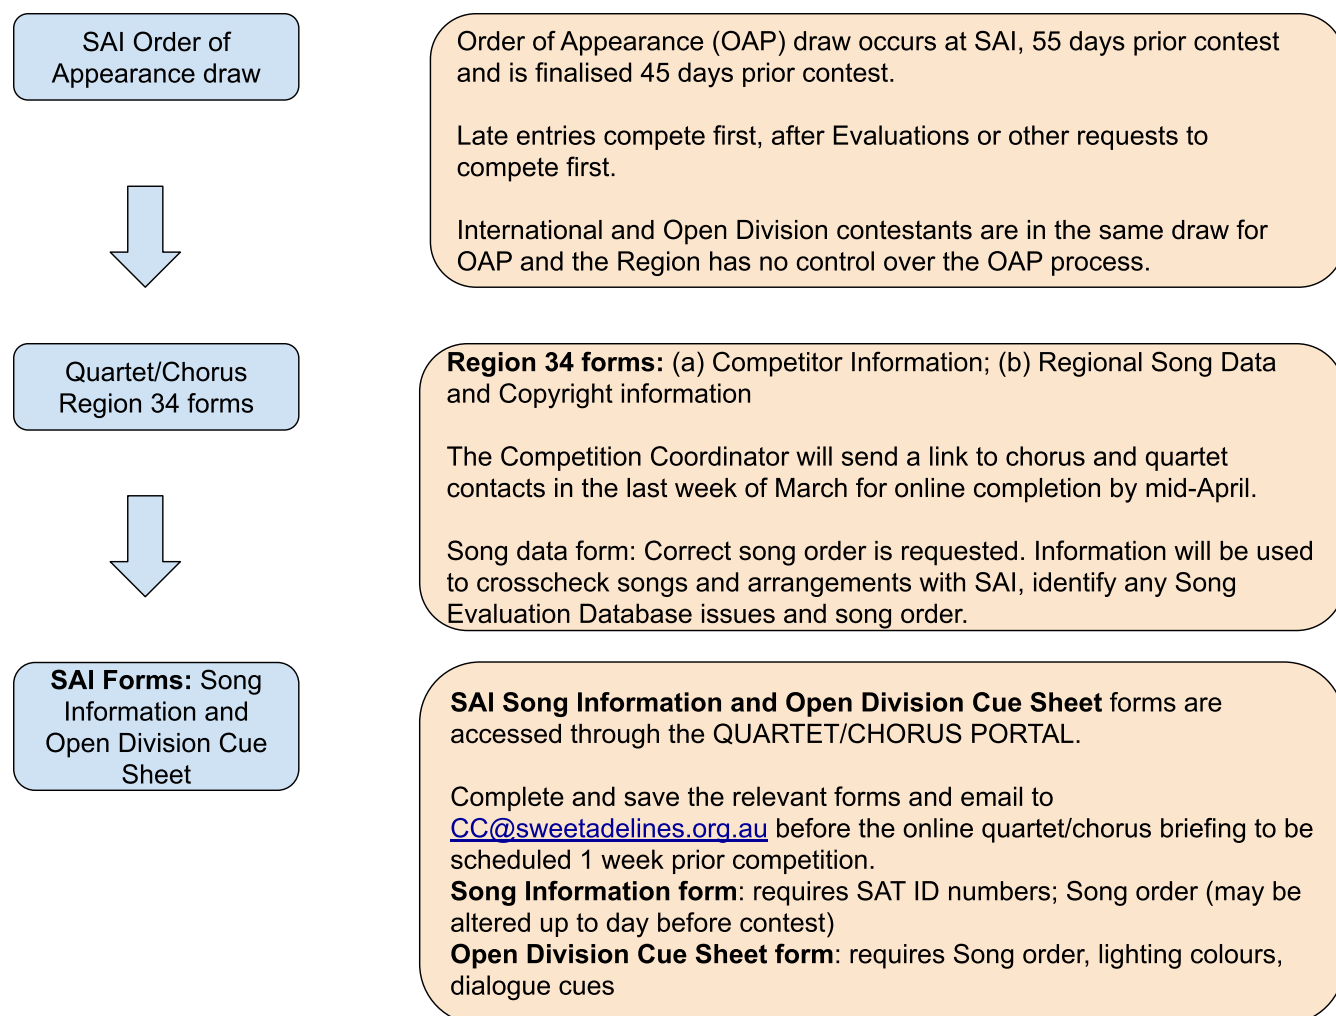 SAI Order of
Appearance draw
Order of Appearance (OAP) draw occurs at SAI, 55 days prior contest
and is finalised 45 days prior contest.
Late entries compete first, after Evaluations or other requests to
compete first.
International and Open Division contestants are in the same draw for
OAP and the Region has no control over the OAP process.
Quartet/Chorus
Region 34 forms
Region 34 forms: (a) Competitor Information; (b) Regional Song Data
and Copyright information
The Competition Coordinator will send a link to chorus and quartet
contacts in the last week of March for online completion by mid-April.
Song data form: Correct song order is requested. Information will be used
to crosscheck songs and arrangements with SAI, identify any Song
Evaluation Database issues and song order.
SAI Forms: Song
Information and
Open Division Cue
Sheet
SAI Song Information and Open Division Cue Sheet forms are
accessed through the QUARTET/CHORUS PORTAL.
Complete and save the relevant forms and email to
CC@sweetadelines.org.au before the online quartet/chorus briefing to be
scheduled 1 week prior competition.
Song Information form: requires SAT ID numbers; Song order (may be
altered up to day before contest)
Open Division Cue Sheet form: requires Song order, lighting colours,
dialogue cues